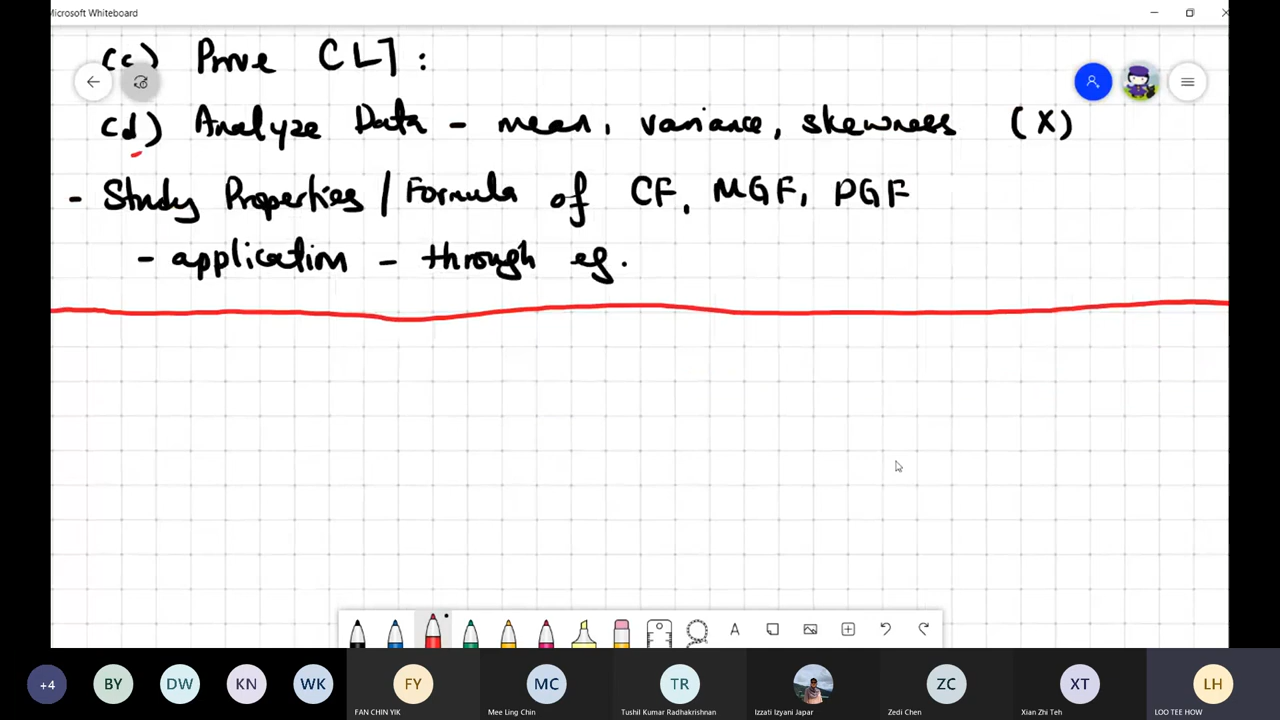 Microsoft Whiteboard
(c) Prove CLT :
(d) Analyze Data - mean, variance, skewness (X)
- Study Properties / Formula of CF, MGF, PGF
- application - through eg.
A
+4
BY
DW
KN
WK
FY
MC
TR
ZC
XT
LH
FAN CHIN YIK
Mee Ling Chin
Tushil Kumar Radhakrishnan
Izzati Izyani Japar
Zedi Chen
Xian Zhi Teh
LOO TEE HOW